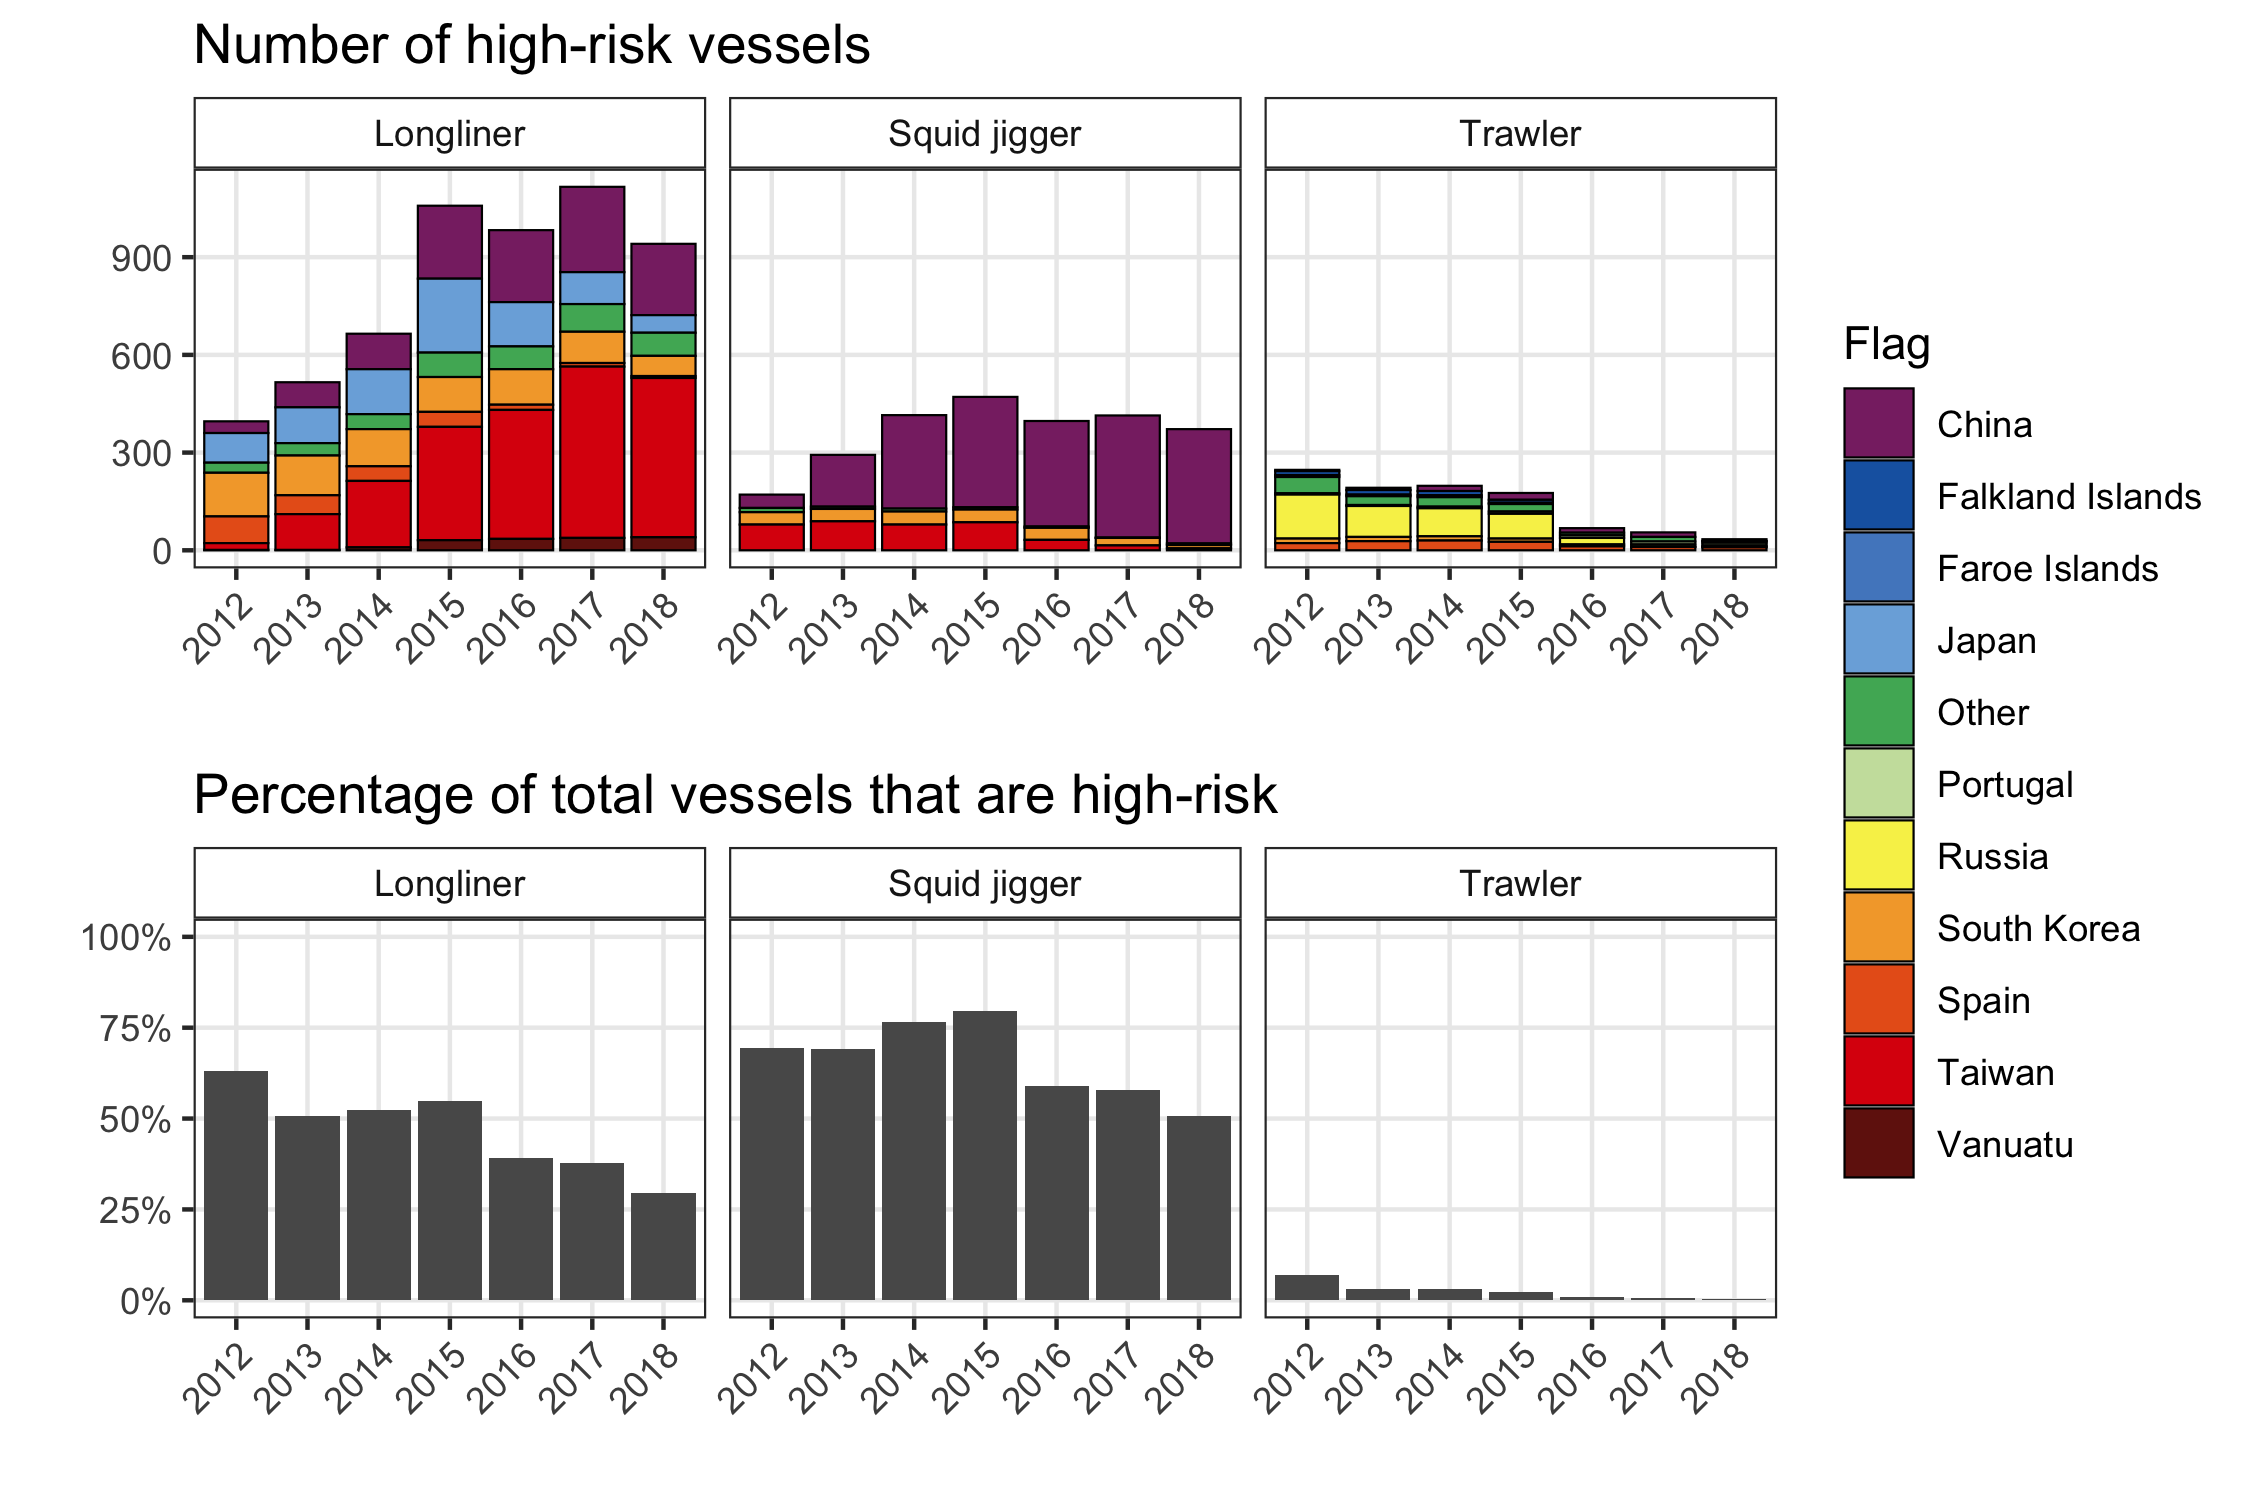 Number of high-risk vessels
Longliner Squid jigger Trawler
900
600
300
0
2012 2013 2014 2015 2016 2017 2018 2012 2013 2014 2015 2016 2017 2018 2012 2013 2014 2015 2016 2017 2018
Percentage of total vessels that are high-risk
Longliner Squid jigger Trawler
100%
75%
50%
25%
0%
2012 2013 2014 2015 2016 2017 2018 2012 2013 2014 2015 2016 2017 2018 2012 2013 2014 2015 2016 2017 2018
Flag
China
Falkland Islands
Faroe Islands
Japan
Other
Portugal
Russia
South Korea
Spain
Taiwan
Vanuatu